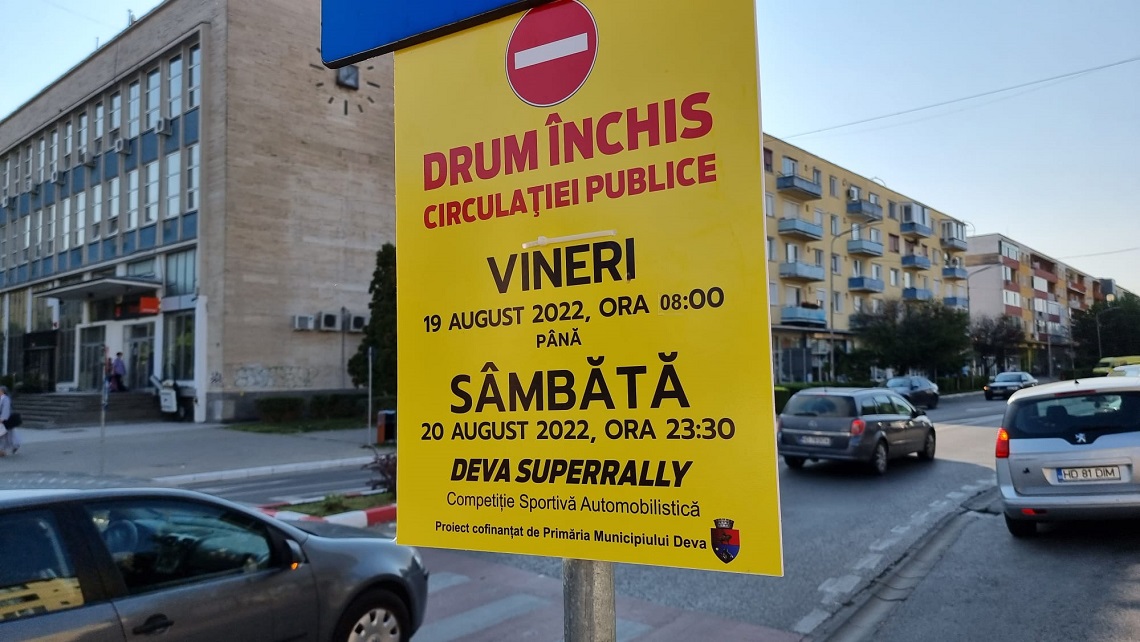 DRUM ÎNCHIS
CIRCULAŢIEI PUBLICE
VINERI
19 AUGUST 2022, ORA 08:00
PÂNĂ
SÂMBĂTĂ
20 AUGUST 2022, ORA 23:30
DEVA SUPERRALLY
Competiție Sportivă Automobilistică
Proiect cofinanțat de Primăria Municipiului Deva
HD 81 DIM